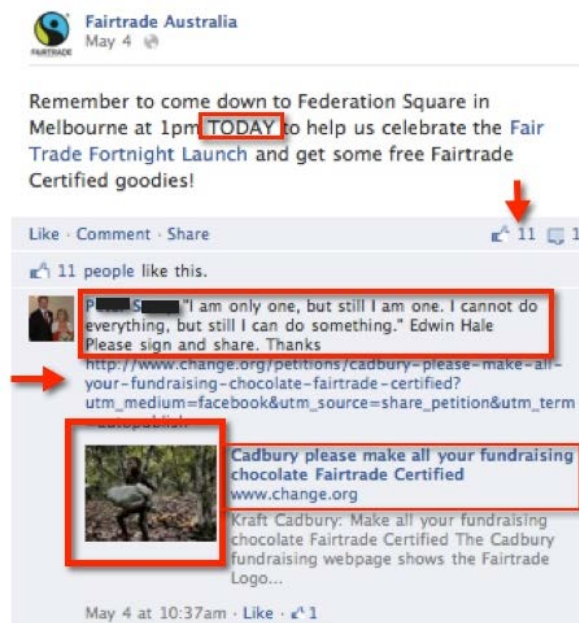 FAIRTRADE
Fairtrade Australia
May 4
Remember to come down to Federation Square in
Melbourne at 1pm TODAY to help us celebrate the Fair
Trade Fortnight Launch and get some free Fairtrade
Certified goodies!
Like · Comment · Share 11 1
11 people like this.
"I am only one, but still I am one. I cannot do
everything, but still I can do something." Edwin Hale
Please sign and share. Thanks
http://www.change.org/petitions/cadbury-please-make-all-
your-fundraising-chocolate-fairtrade-certified?
utm_medium=facebook&utm_source=share_petition&utm_term
Cadbury please make all your fundraising
chocolate Fairtrade Certified
www.change.org
Kraft Cadbury: Make all your fundraising
chocolate Fairtrade Certified The Cadbury
fundraising webpage shows the Fairtrade
Logo...
May 4 at 10:37am · Like · 1